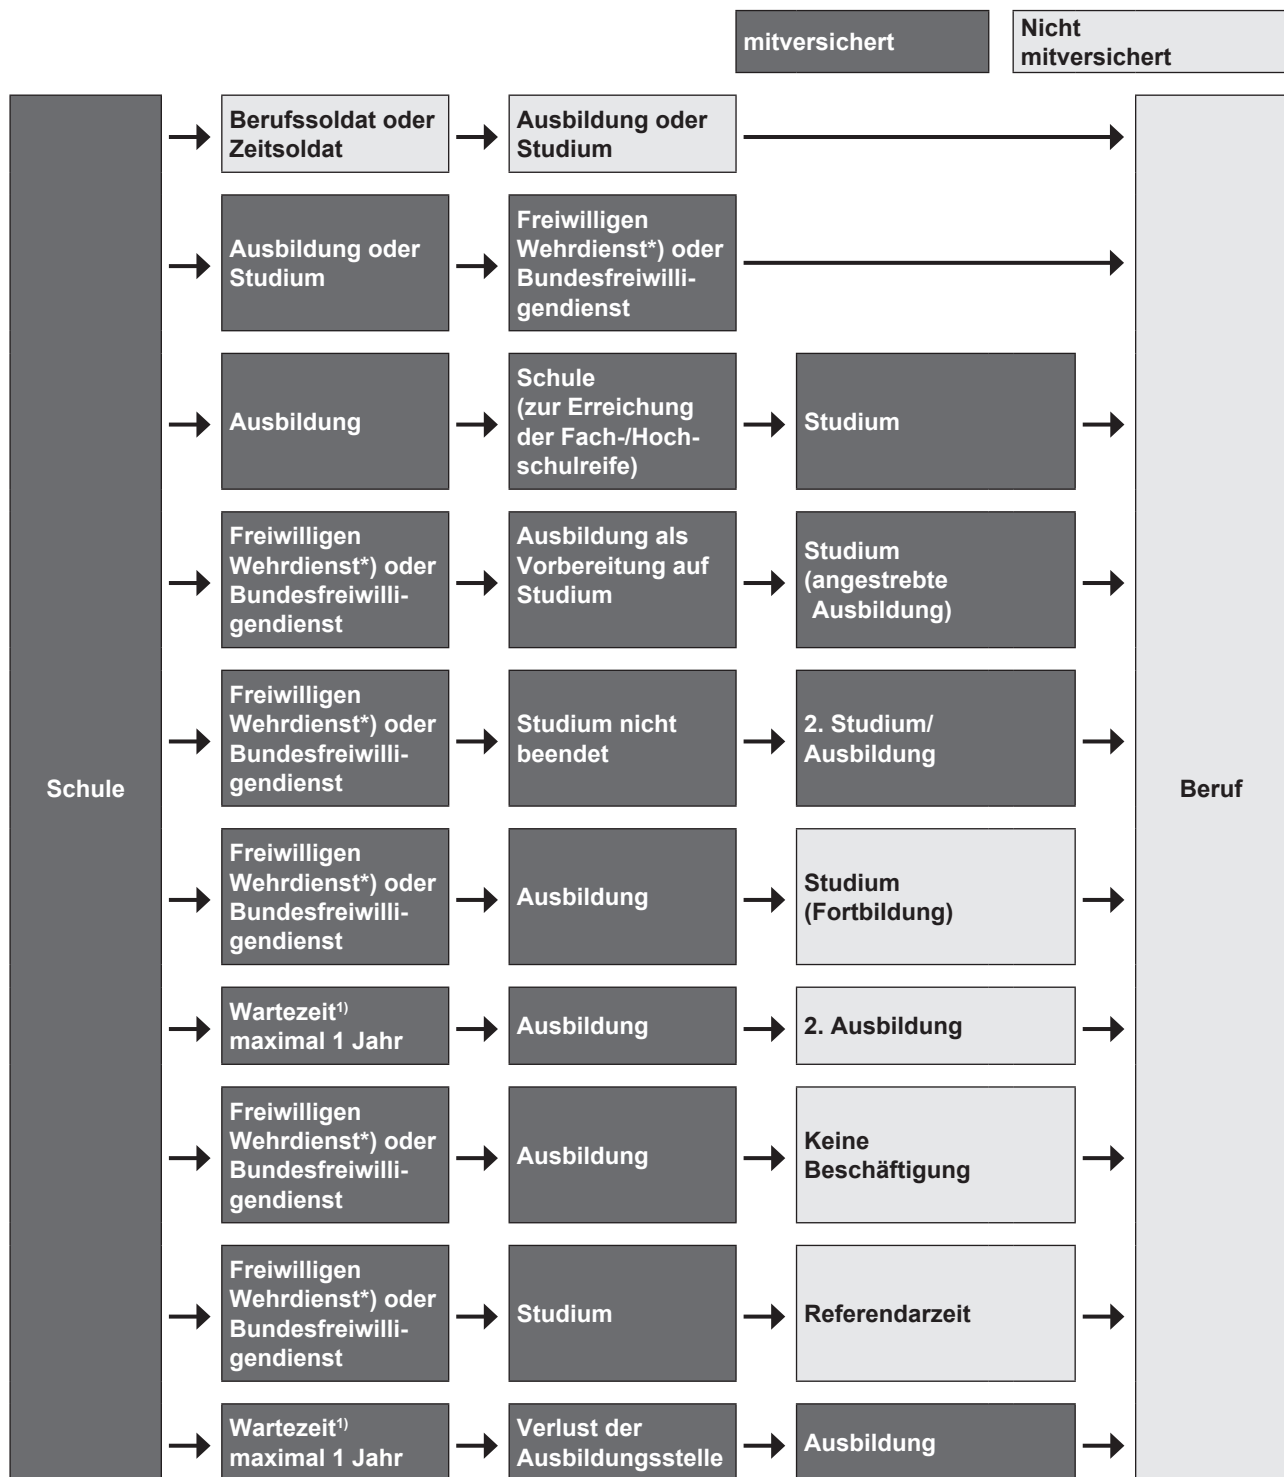 mitversichert
Nicht
mitversichert
Berufssoldat oder
Zeitsoldat
Ausbildung oder
Studium
Ausbildung oder
Studium
Freiwilligen
Wehrdienst*) oder
Bundesfreiwilli-
gendienst
Ausbildung
Schule
(zur Erreichung
der Fach-/Hoch-
schulreife)
Studium
Freiwilligen
Wehrdienst*) oder
Bundesfreiwilli-
gendienst
Ausbildung als
Vorbereitung auf
Studium
Studium
(angestrebte
Ausbildung)
Freiwilligen
Wehrdienst*) oder
Bundesfreiwilli-
gendienst
Studium nicht
beendet
2. Studium/
Ausbildung
Schule
Beruf
Freiwilligen
Wehrdienst*) oder
Bundesfreiwilli-
gendienst
Ausbildung
Studium
(Fortbildung)
Wartezeit¹⁾
maximal 1 Jahr
Ausbildung
2. Ausbildung
Freiwilligen
Wehrdienst*) oder
Bundesfreiwilli-
gendienst
Ausbildung
Keine
Beschäftigung
Freiwilligen
Wehrdienst*) oder
Bundesfreiwilli-
gendienst
Studium
Referendarzeit
Wartezeit¹⁾
maximal 1 Jahr
Verlust der
Ausbildungsstelle
Ausbildung